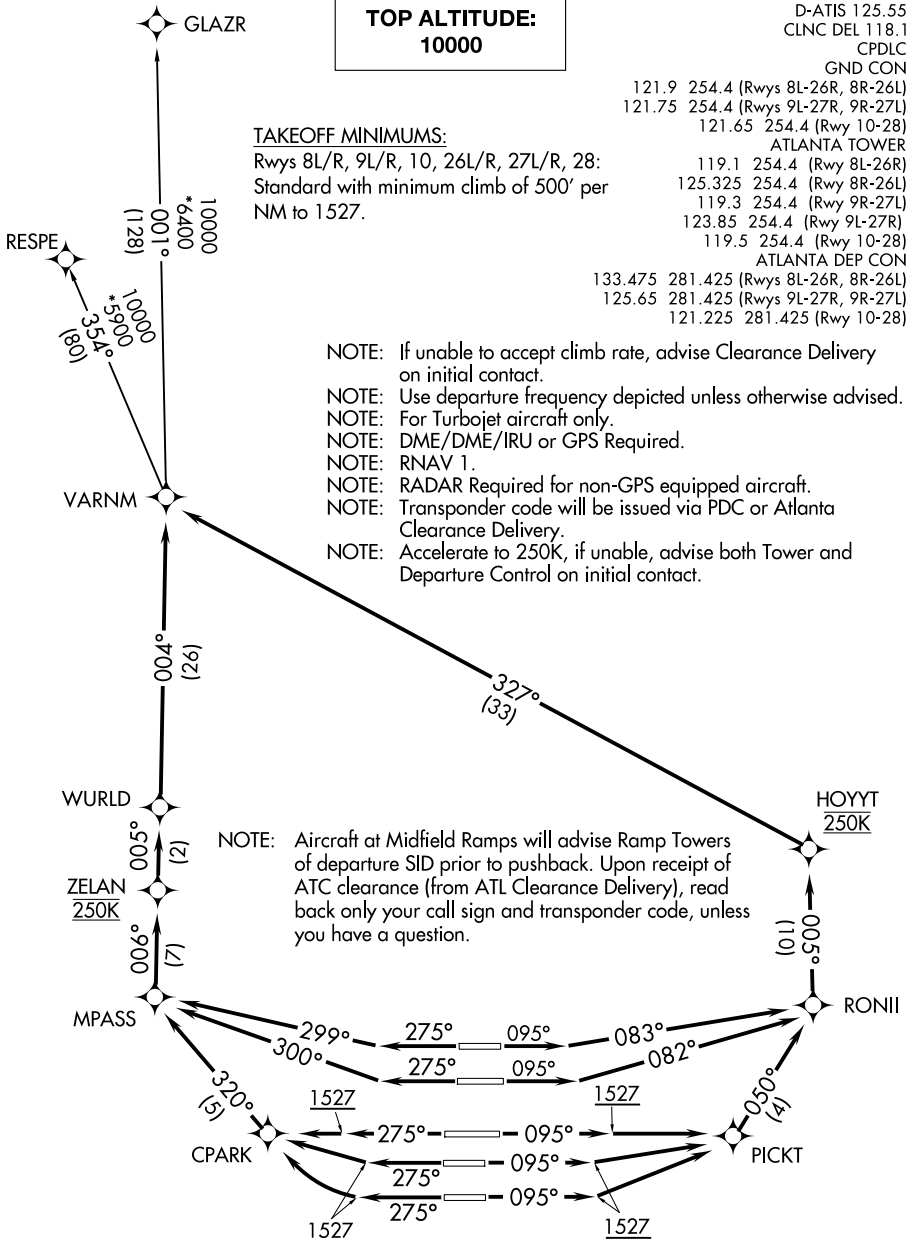 GLAZR
TOP ALTITUDE:
10000
D-ATIS 125.55
CLNC DEL 118.1
CPDLC
GND CON
121.9 254.4 (Rwys 8L-26R, 8R-26L)
121.75 254.4 (Rwys 9L-27R, 9R-27L)
121.65 254.4 (Rwy 10-28)
ATLANTA TOWER
119.1 254.4 (Rwy 8L-26R)
125.325 254.4 (Rwy 8R-26L)
119.3 254.4 (Rwy 9R-27L)
123.85 254.4 (Rwy 9L-27R)
119.5 254.4 (Rwy 10-28)
ATLANTA DEP CON
133.475 281.425 (Rwys 8L-26R, 8R-26L)
125.65 281.425 (Rwys 9L-27R, 9R-27L)
121.225 281.425 (Rwy 10-28)
TAKEOFF MINIMUMS:
Rwys 8L/R, 9L/R, 10, 26L/R, 27L/R, 28:
Standard with minimum climb of 500' per
NM to 1527.
10000
*6400
001°
(128)
RESPE
10000
*5900
354°
(80)
NOTE: If unable to accept climb rate, advise Clearance Delivery
on initial contact.
NOTE: Use departure frequency depicted unless otherwise advised.
NOTE: For Turbojet aircraft only.
NOTE: DME/DME/IRU or GPS Required.
NOTE: RNAV 1.
NOTE: RADAR Required for non-GPS equipped aircraft.
NOTE: Transponder code will be issued via PDC or Atlanta
Clearance Delivery.
NOTE: Accelerate to 250K, if unable, advise both Tower and
Departure Control on initial contact.
VARNM
004°
(26)
327°
(33)
WURLD
HOYYT
250K
005°
(2)
NOTE: Aircraft at Midfield Ramps will advise Ramp Towers
of departure SID prior to pushback. Upon receipt of
ATC clearance (from ATL Clearance Delivery), read
back only your call sign and transponder code, unless
you have a question.
ZELAN
250K
006°
(7)
005°
(10)
MPASS
RONII
299° 275° 095° 083°
300° 275° 095° 082°
320°
(5)
1527
1527
050°
(4)
275° 095°
CPARK
PICKT
275° 095°
275° 095°
1527
1527